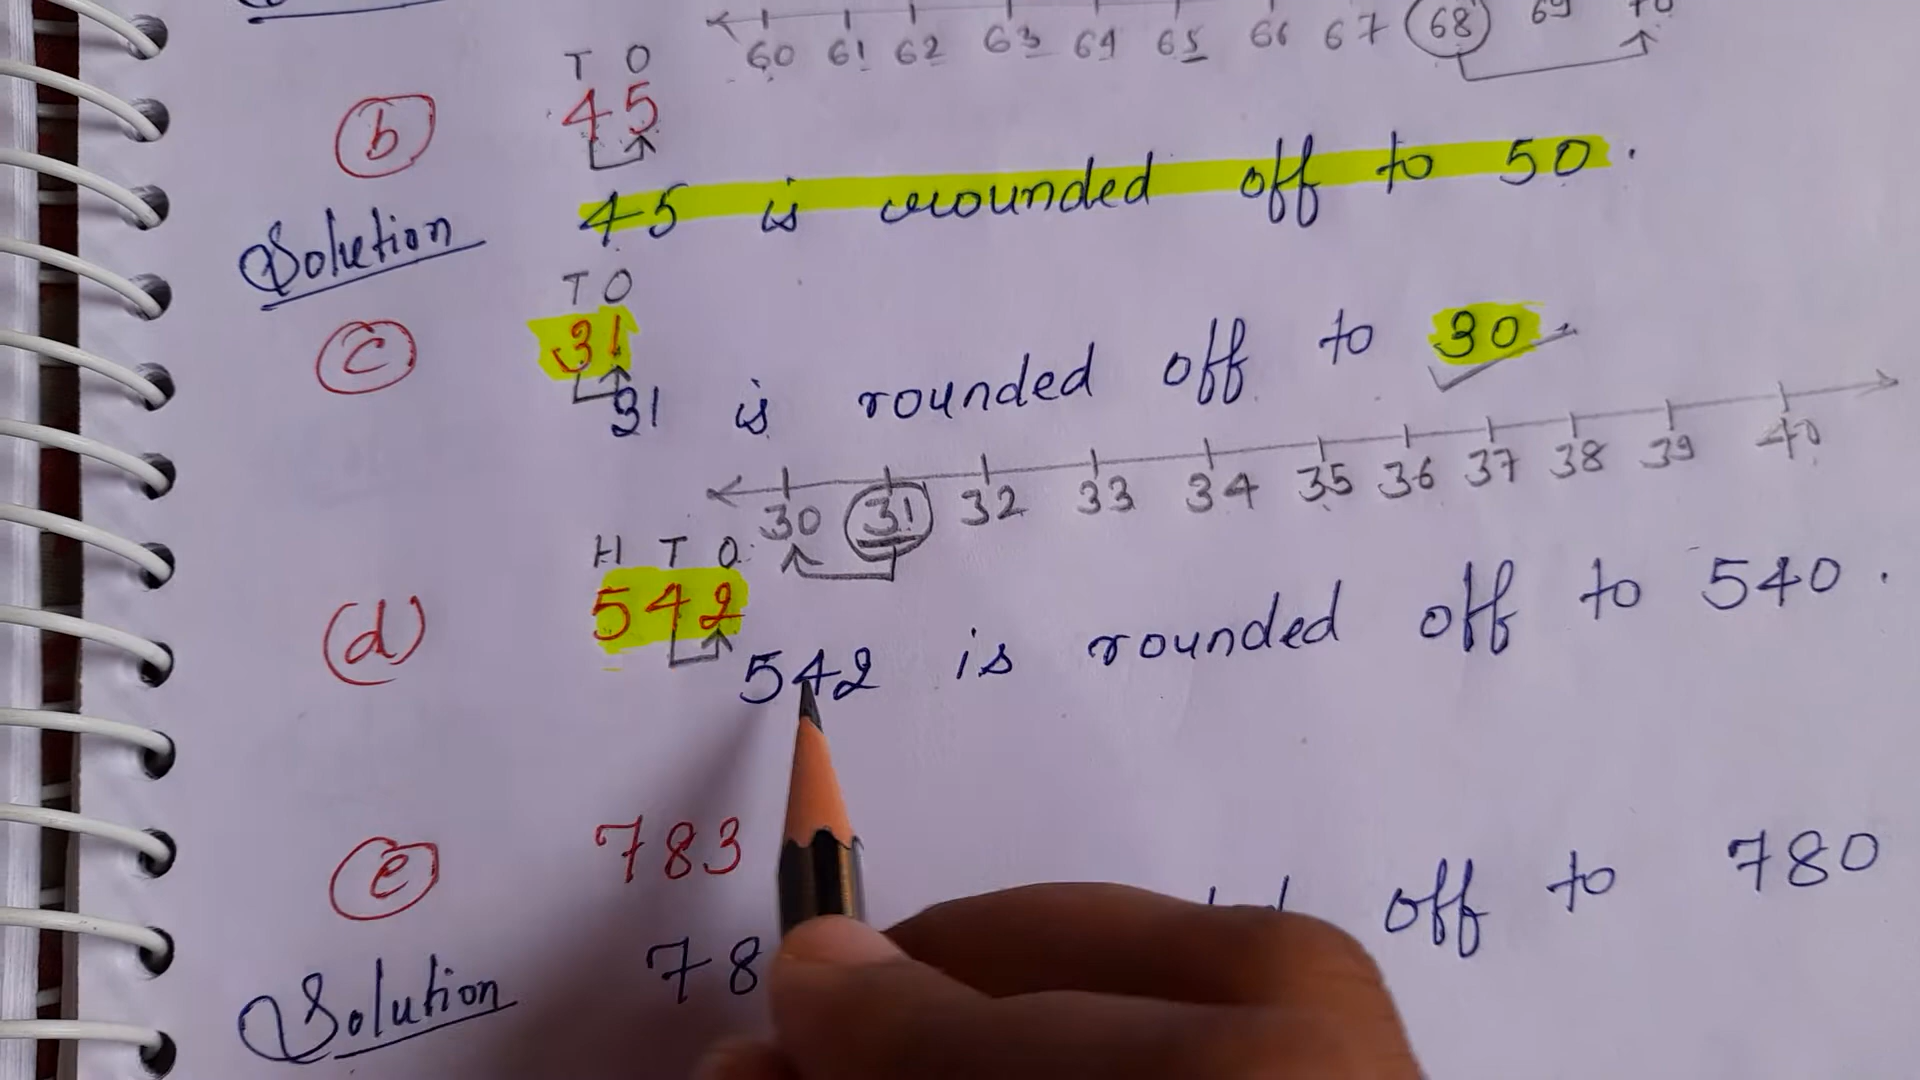 60 61 62 63 64 65 66 67 68 69 70
T O
(b) 45
45 is rounded off to 50.
Solution
T O
(c) 31
31 is rounded off to 30.
30 31 32 33 34 35 36 37 38 39 40
H T O
(d) 542
542 is rounded off to 540.
(e) 783
off to 780
Solution 78